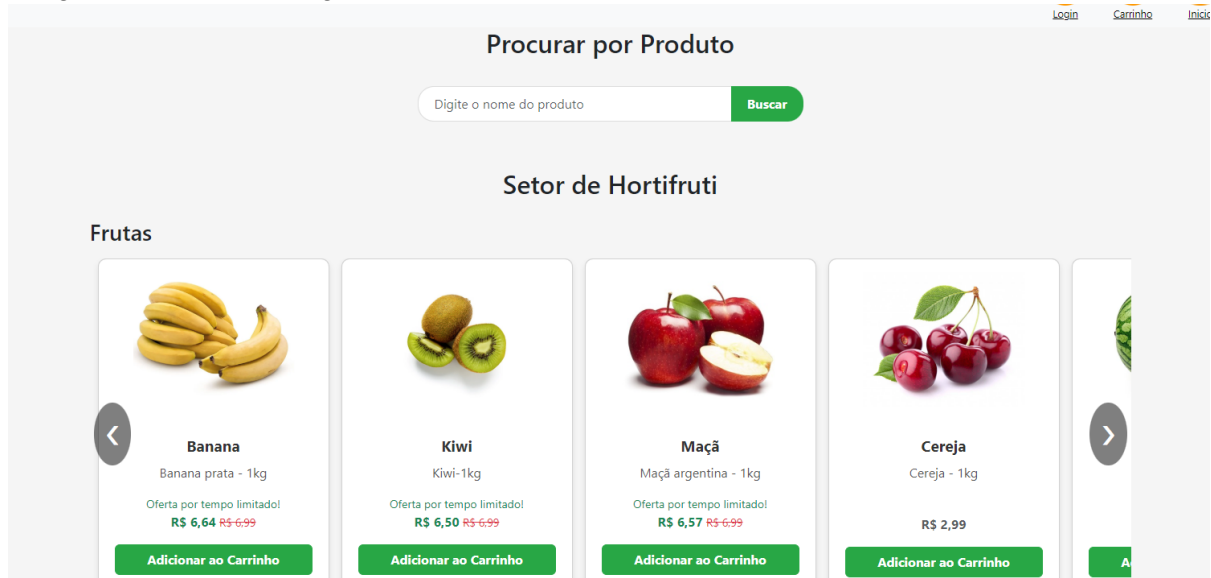 Login Carrinho Inicio
Procurar por Produto
Digite o nome do produto Buscar
Setor de Hortifruti
Frutas
Banana
Banana prata - 1kg
Oferta por tempo limitado!
R$ 6,64 R$ 6,99
Adicionar ao Carrinho
Kiwi
Kiwi-1kg
Oferta por tempo limitado!
R$ 6,50 R$ 6,99
Adicionar ao Carrinho
Maçã
Maçã argentina - 1kg
Oferta por tempo limitado!
R$ 6,57 R$ 6,99
Adicionar ao Carrinho
Cereja
Cereja - 1kg
R$ 2,99
Adicionar ao Carrinho